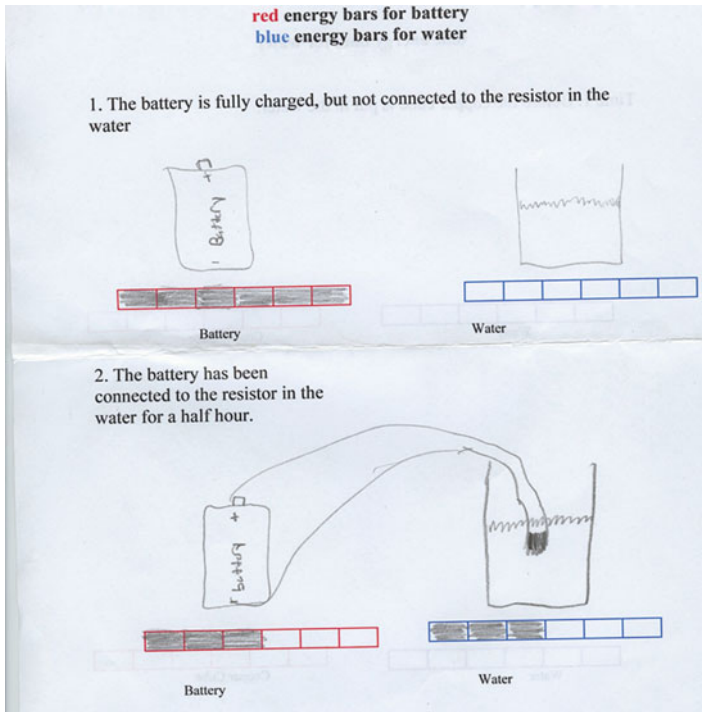 red energy bars for battery
blue energy bars for water
1. The battery is fully charged, but not connected to the resistor in the
water
+
Battery
-
Battery
Water
2. The battery has been
connected to the resistor in the
water for a half hour.
+
battery
-
Battery
Water